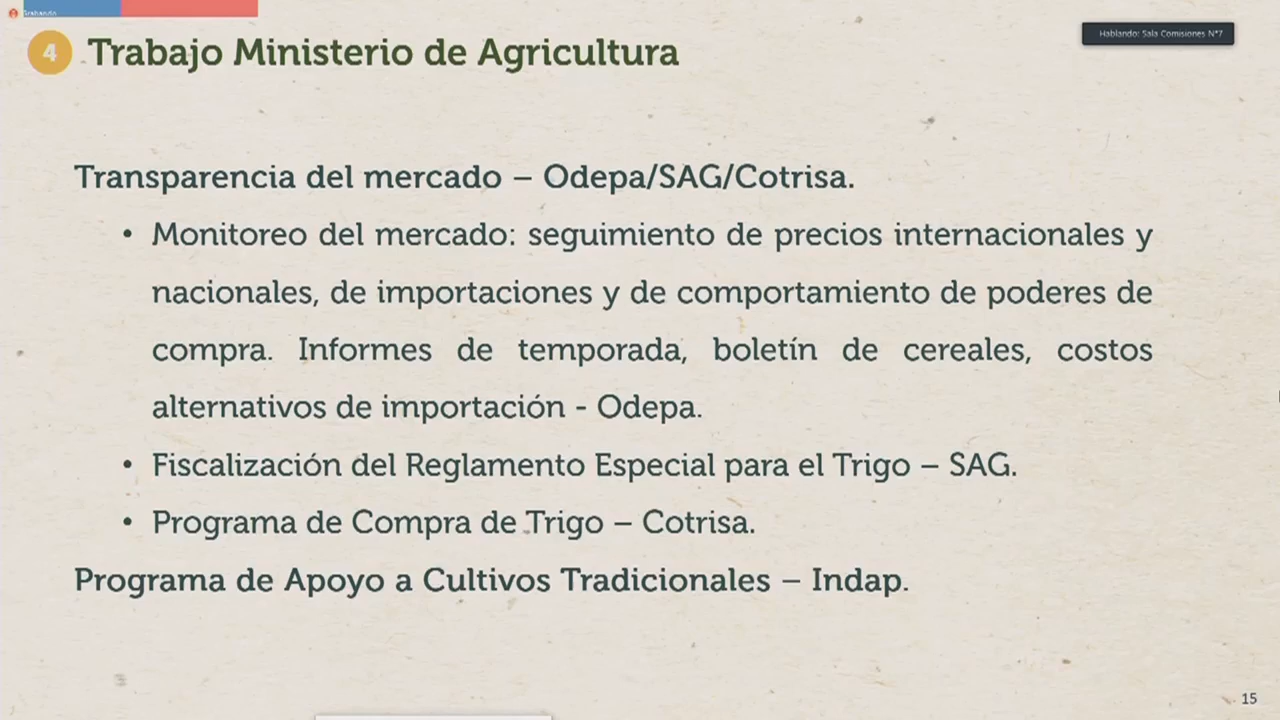 Grabando
Hablando: Sala Comisiones N°7
4 Trabajo Ministerio de Agricultura
Transparencia del mercado – Odepa/SAG/Cotrisa.
• Monitoreo del mercado: seguimiento de precios internacionales y
nacionales, de importaciones y de comportamiento de poderes de
compra. Informes de temporada, boletín de cereales, costos
alternativos de importación - Odepa.
• Fiscalización del Reglamento Especial para el Trigo – SAG.
• Programa de Compra de Trigo – Cotrisa.
Programa de Apoyo a Cultivos Tradicionales – Indap.
15